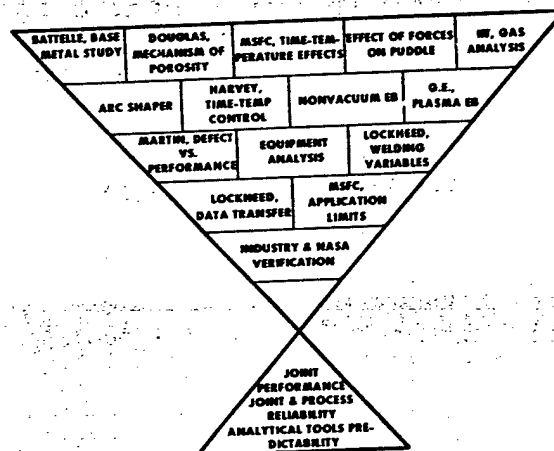 BATTELLE, BASE
METAL STUDY
DOUGLAS,
MECHANISM OF
POROSITY
MSFC, TIME-TEM-
PERATURE EFFECTS
EFFECT OF FORCES
ON PUDDLE
GAS
ANALYSIS
ARC SHAPER
HARVEY,
TIME-TEMP
CONTROL
NONVACUUM EB
G.E.,
PLASMA EB
MARTIN, DEFECT
VS.
PERFORMANCE
EQUIPMENT
ANALYSIS
LOCKHEED,
WELDING
VARIABLES
LOCKHEED,
DATA TRANSFER
MSFC,
APPLICATION
LIMITS
INDUSTRY & NASA
VERIFICATION
JOINT
PERFORMANCE
JOINT & PROCESS
RELIABILITY
ANALYTICAL TOOLS PRE-
DICTABILITY